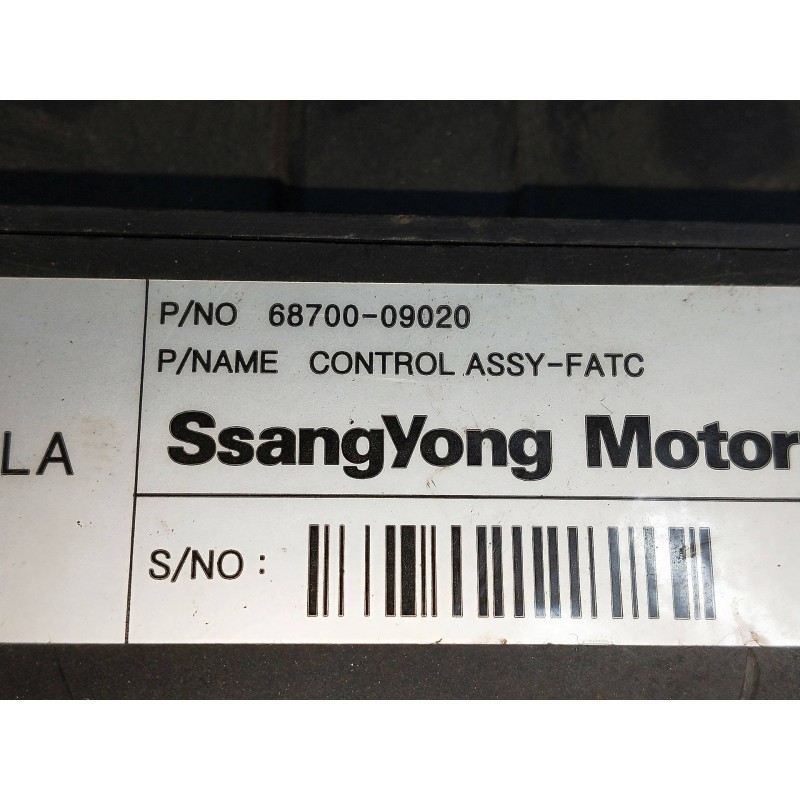 P/NO 68700-09020
P/NAME CONTROL ASSY-FATC
LA
SsangYong Motor
S/NO :